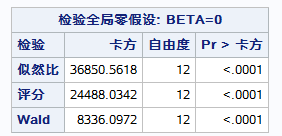 检验全局零假设: BETA=0
检验 卡方 自由度 Pr > 卡方
似然比 36850.5618 12 <.0001
评分 24488.0342 12 <.0001
Wald 8336.0972 12 <.0001